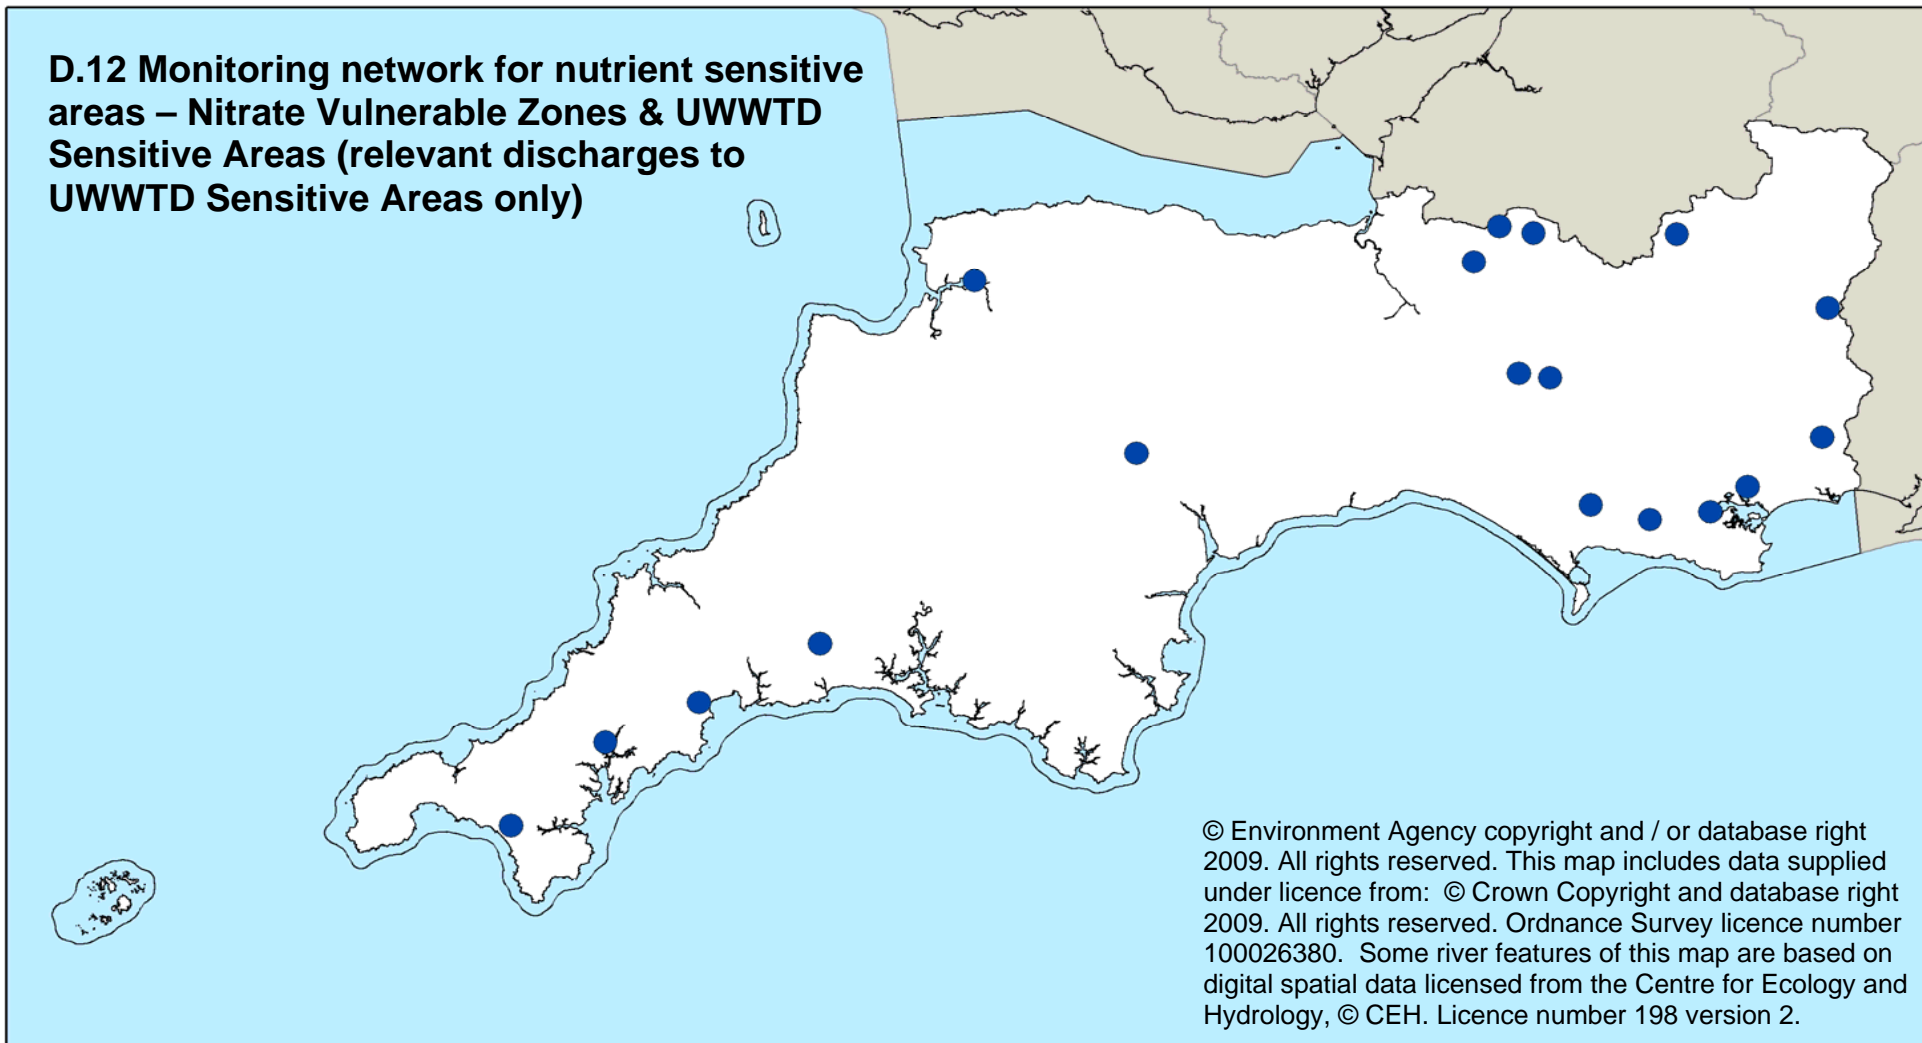 D.12 Monitoring network for nutrient sensitive
areas – Nitrate Vulnerable Zones & UWWTD
Sensitive Areas (relevant discharges to
UWWTD Sensitive Areas only)
© Environment Agency copyright and / or database right
2009. All rights reserved. This map includes data supplied
under licence from: © Crown Copyright and database right
2009. All rights reserved. Ordnance Survey licence number
100026380. Some river features of this map are based on
digital spatial data licensed from the Centre for Ecology and
Hydrology, © CEH. Licence number 198 version 2.